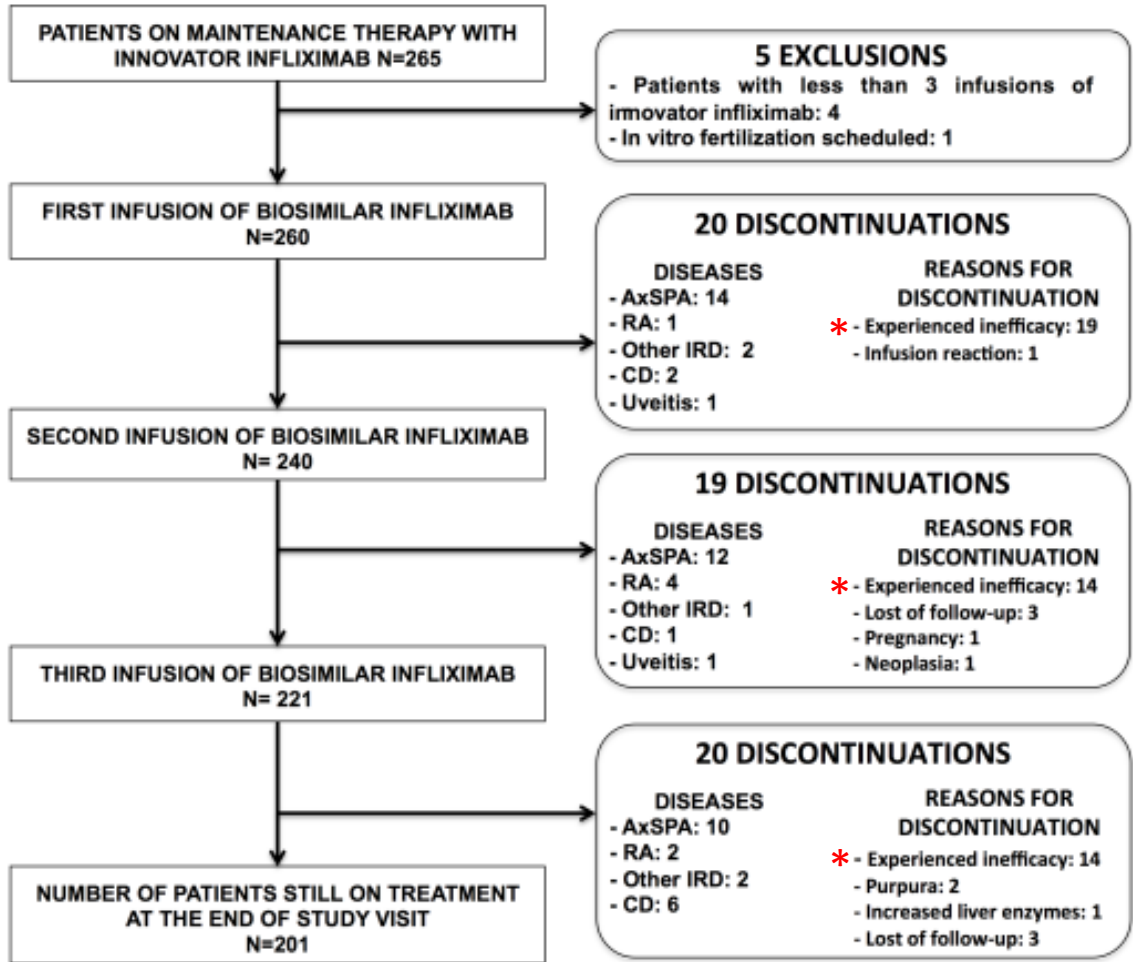 PATIENTS ON MAINTENANCE THERAPY WITH
INNOVATOR INFLIXIMAB N=265
5 EXCLUSIONS
- Patients with less than 3 infusions of
innovator infliximab: 4
- In vitro fertilization scheduled: 1
FIRST INFUSION OF BIOSIMILAR INFLIXIMAB
N=260
20 DISCONTINUATIONS
DISEASES
- AxSPA: 14
- RA: 1
- Other IRD: 2
- CD: 2
- Uveitis: 1
REASONS FOR
DISCONTINUATION
* - Experienced inefficacy: 19
- Infusion reaction: 1
SECOND INFUSION OF BIOSIMILAR INFLIXIMAB
N= 240
19 DISCONTINUATIONS
DISEASES
- AxSPA: 12
- RA: 4
- Other IRD: 1
- CD: 1
- Uveitis: 1
REASONS FOR
DISCONTINUATION
* - Experienced inefficacy: 14
- Lost of follow-up: 3
- Pregnancy: 1
- Neoplasia: 1
THIRD INFUSION OF BIOSIMILAR INFLIXIMAB
N= 221
20 DISCONTINUATIONS
DISEASES
- AxSPA: 10
- RA: 2
- Other IRD: 2
- CD: 6
REASONS FOR
DISCONTINUATION
* - Experienced inefficacy: 14
- Purpura: 2
- Increased liver enzymes: 1
- Lost of follow-up: 3
NUMBER OF PATIENTS STILL ON TREATMENT
AT THE END OF STUDY VISIT
N=201